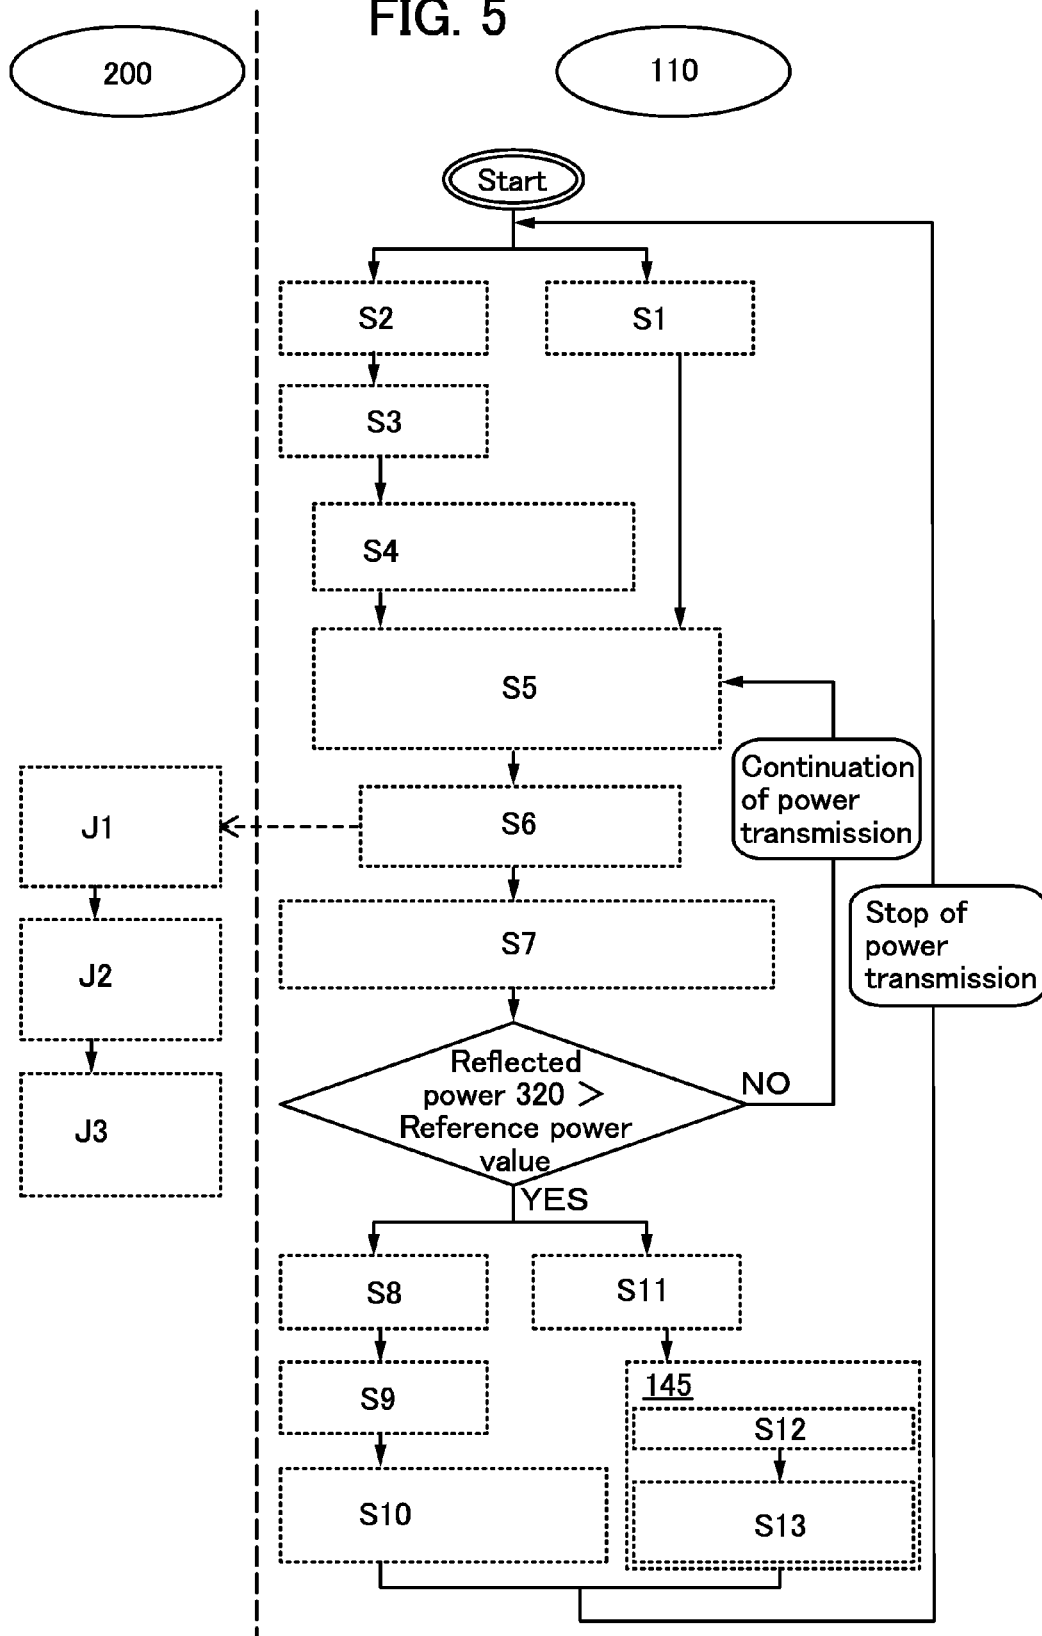 FIG. 5
200
110
Start
S2
S1
S3
S4
S5
Continuation
of power
transmission
J1
S6
Stop of
power
transmission
S7
J2
Reflected
power 320 >
Reference power
value
NO
J3
YES
S8
S11
145
S9
S12
S10
S13